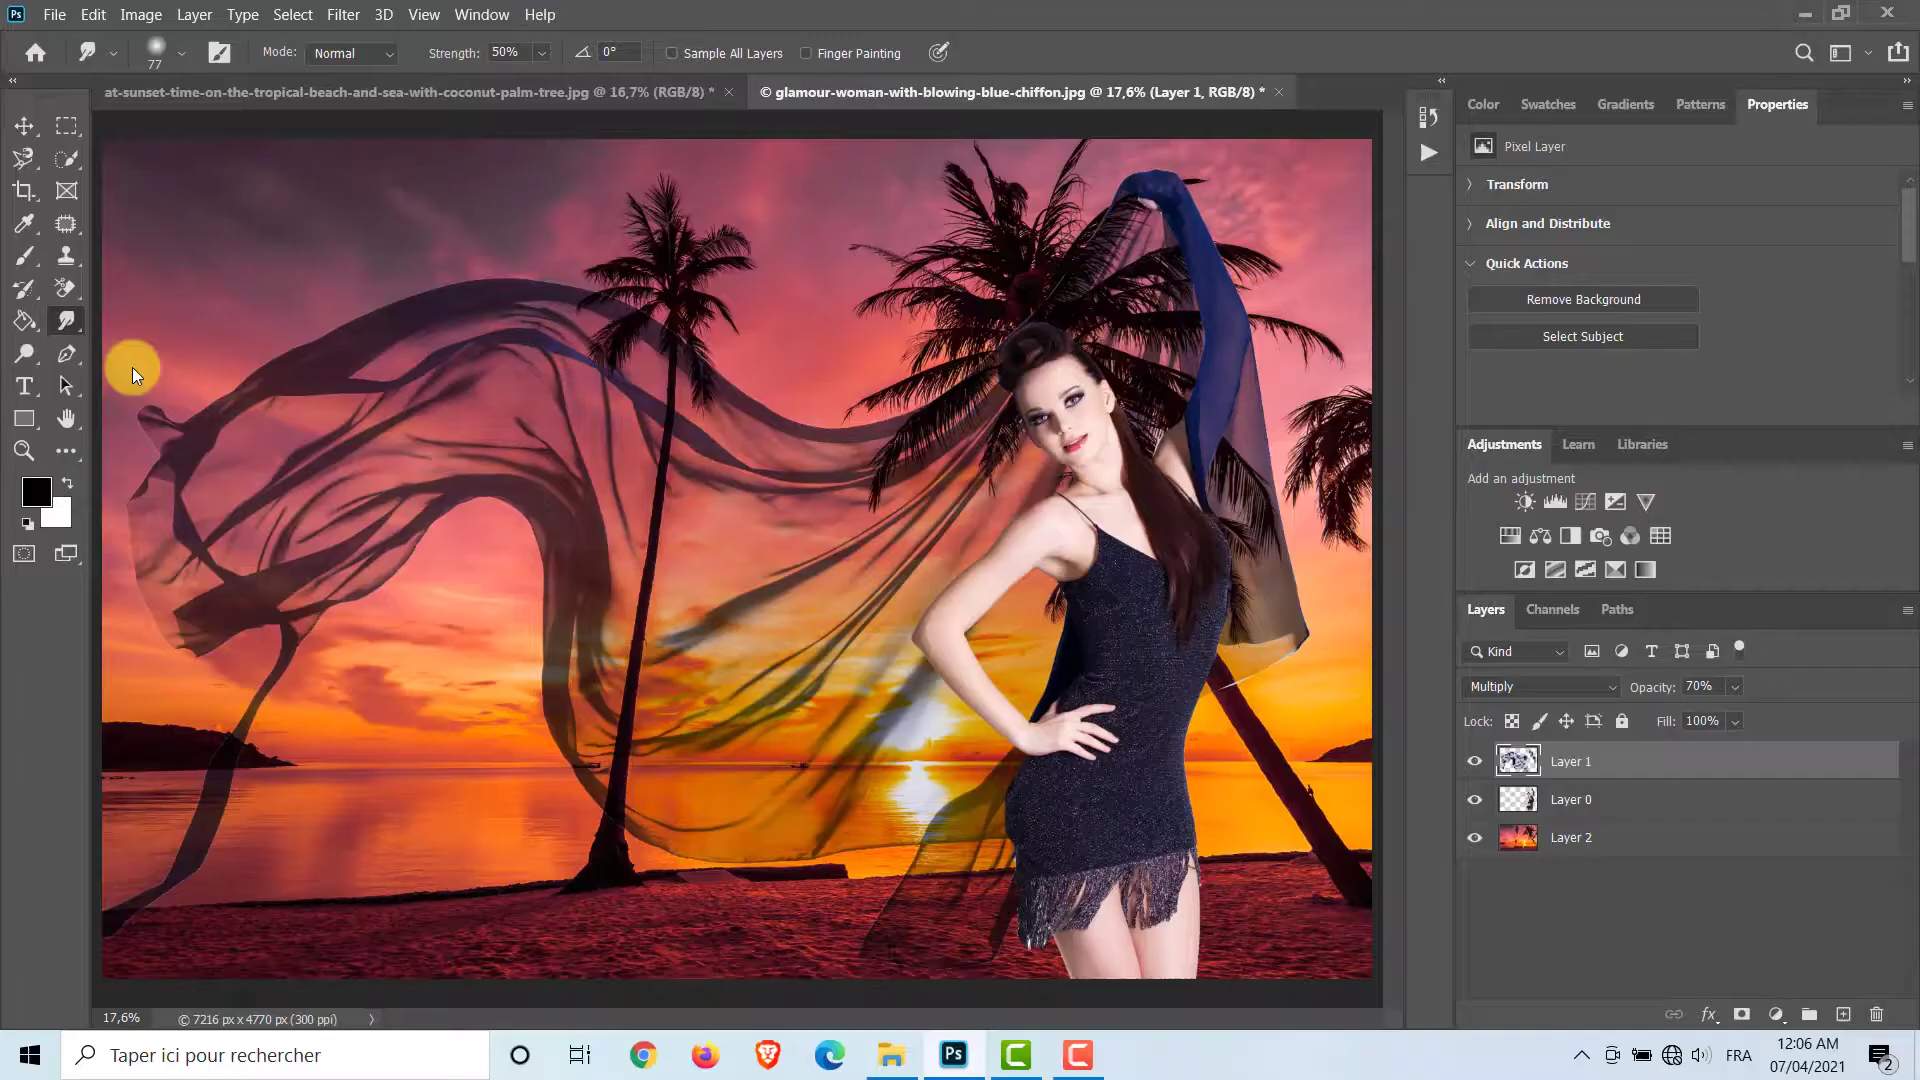 Ps File Edit Image Layer Type Select Filter 3D View Window Help
77 Mode: Normal Strength: 50% 0° Sample All Layers Finger Painting
at-sunset-time-on-the-tropical-beach-and-sea-with-coconut-palm-tree.jpg @ 16,7% (RGB/8) * © glamour-woman-with-blowing-blue-chiffon.jpg @ 17,6% (Layer 1, RGB/8) *
Color Swatches Gradients Patterns Properties
Pixel Layer
Transform
Align and Distribute
Quick Actions
Remove Background
Select Subject
Adjustments Learn Libraries
Add an adjustment
Layers Channels Paths
Kind
Multiply Opacity: 70%
Lock: Fill: 100%
Layer 1
Layer 0
Layer 2
fx
17,6% © 7216 px x 4770 px (300 ppi)
Taper ici pour rechercher
Ps
FRA
12:06 AM
07/04/2021
2